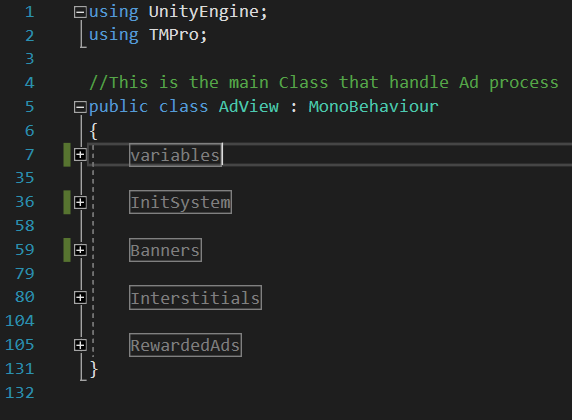 1 using UnityEngine;
2 using TMPro;
3
4 //This is the main Class that handle Ad process
5 public class AdView : MonoBehaviour
6 {
7 variables
35
36 InitSystem
58
59 Banners
79
80 Interstitials
104
105 RewardedAds
131 }
132